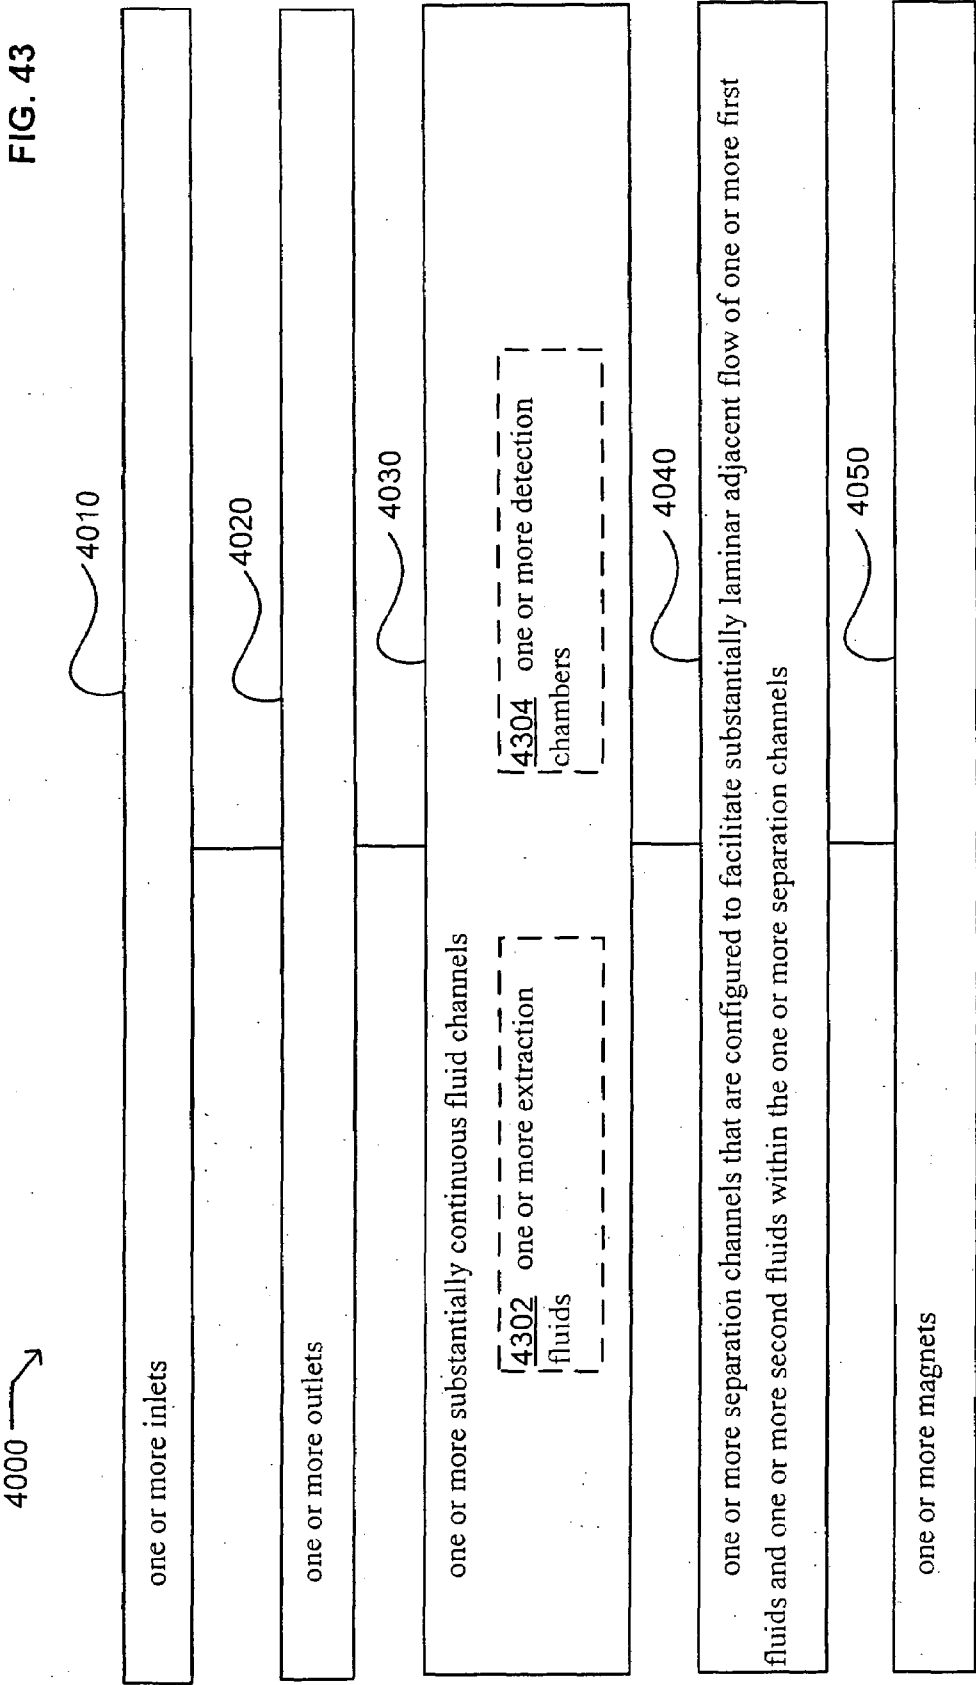 FIG. 43
4000
4010
one or more inlets
4020
one or more outlets
4030
one or more substantially continuous fluid channels
4302 one or more extraction
fluids
4304 one or more detection
chambers
4040
one or more separation channels that are configured to facilitate substantially laminar adjacent flow of one or more first
fluids and one or more second fluids within the one or more separation channels
4050
one or more magnets